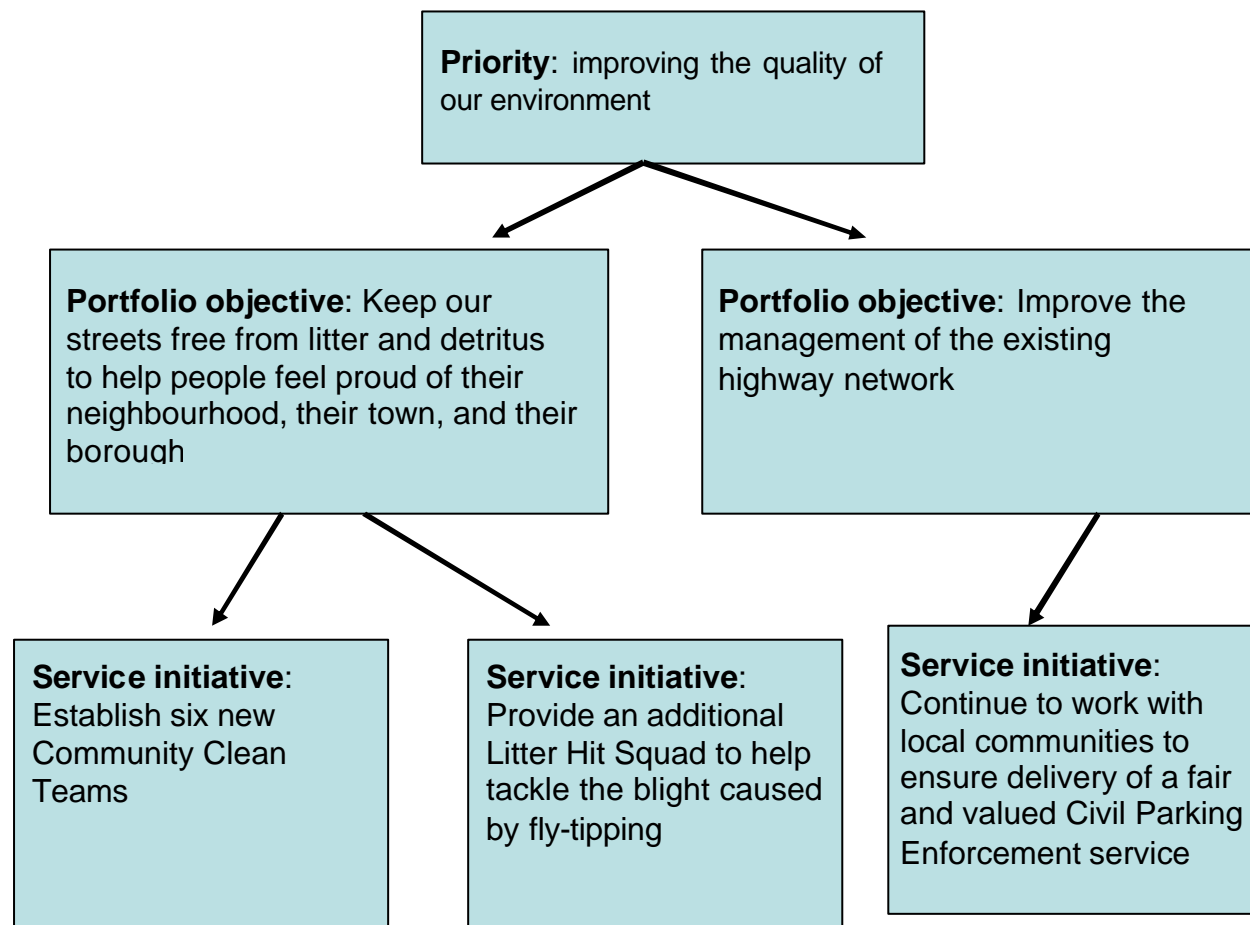 Priority: improving the quality of
our environment
Portfolio objective: Keep our
streets free from litter and detritus
to help people feel proud of their
neighbourhood, their town, and their
borough
Portfolio objective: Improve the
management of the existing
highway network
Service initiative:
Establish six new
Community Clean
Teams
Service initiative:
Provide an additional
Litter Hit Squad to help
tackle the blight caused
by fly-tipping
Service initiative:
Continue to work with
local communities to
ensure delivery of a fair
and valued Civil Parking
Enforcement service